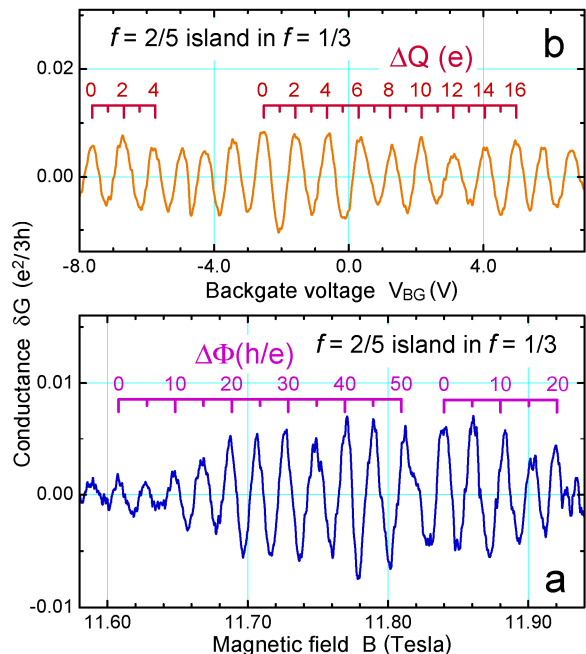 f = 2/5 island in f = 1/3
b
ΔQ (e)
0 2 4 0 2 4 6 8 10 12 14 16
0.02
0.00
-8.0 -4.0 0.0 4.0
Backgate voltage V_BG (V)
Conductance δG (e²/3h)
f = 2/5 island in f = 1/3
ΔΦ(h/e)
0 10 20 30 40 50 0 10 20
0.01
0.00
-0.01
a
11.60 11.70 11.80 11.90
Magnetic field B (Tesla)